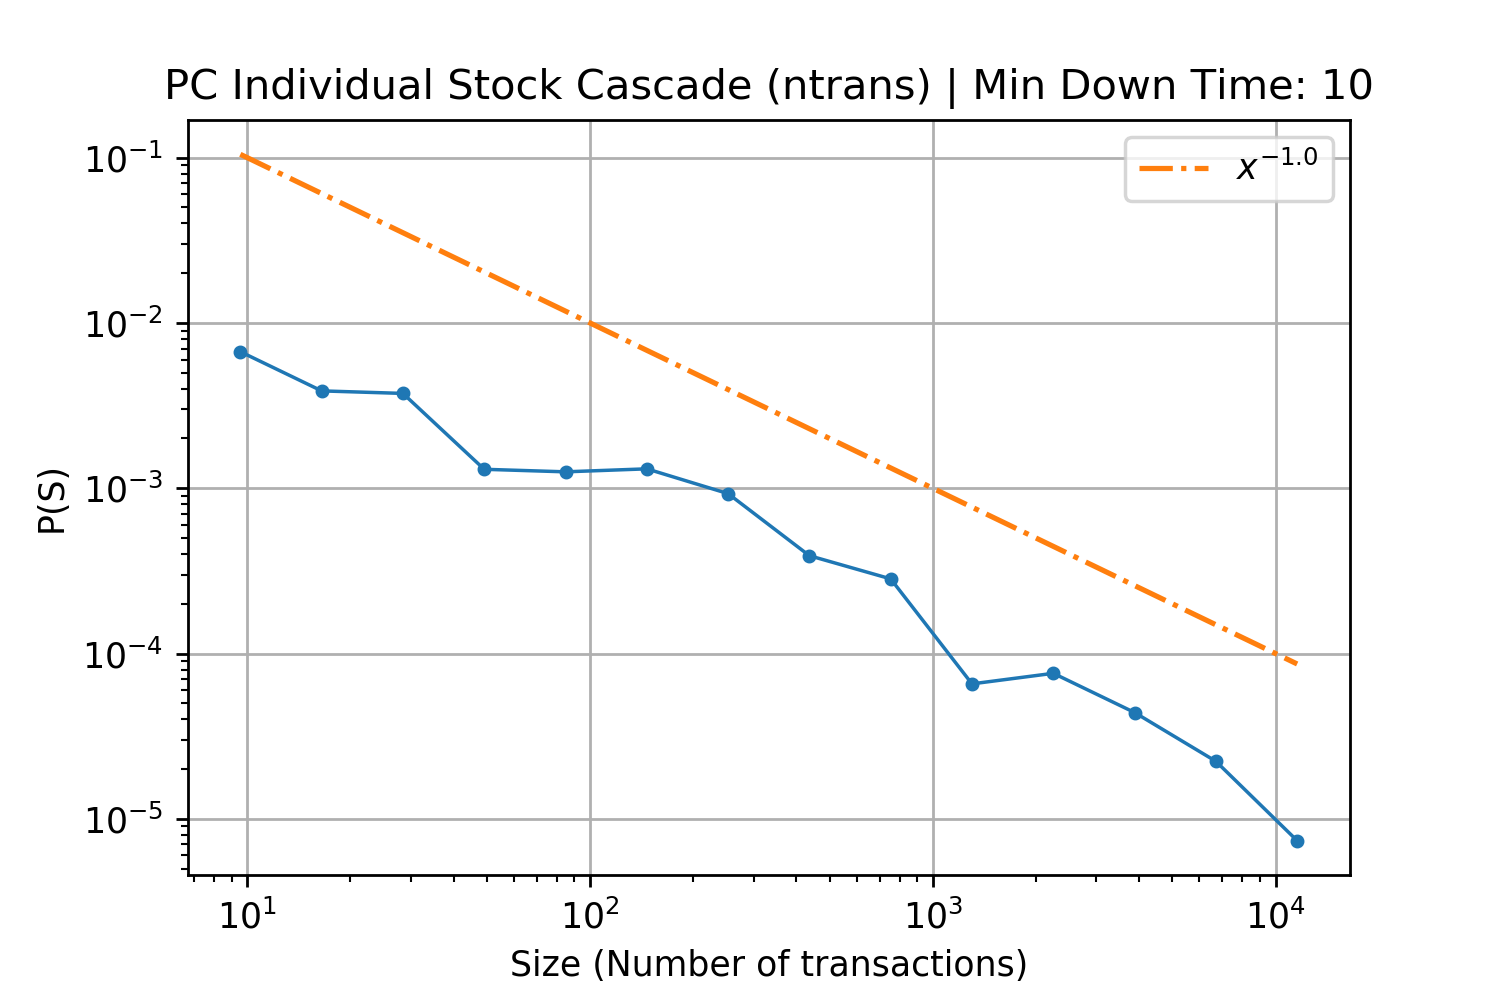 PC Individual Stock Cascade (ntrans) | Min Down Time: 10
x^{-1.0}
P(S)
10^{-1}
10^{-2}
10^{-3}
10^{-4}
10^{-5}
10^{1} 10^{2} 10^{3} 10^{4}
Size (Number of transactions)